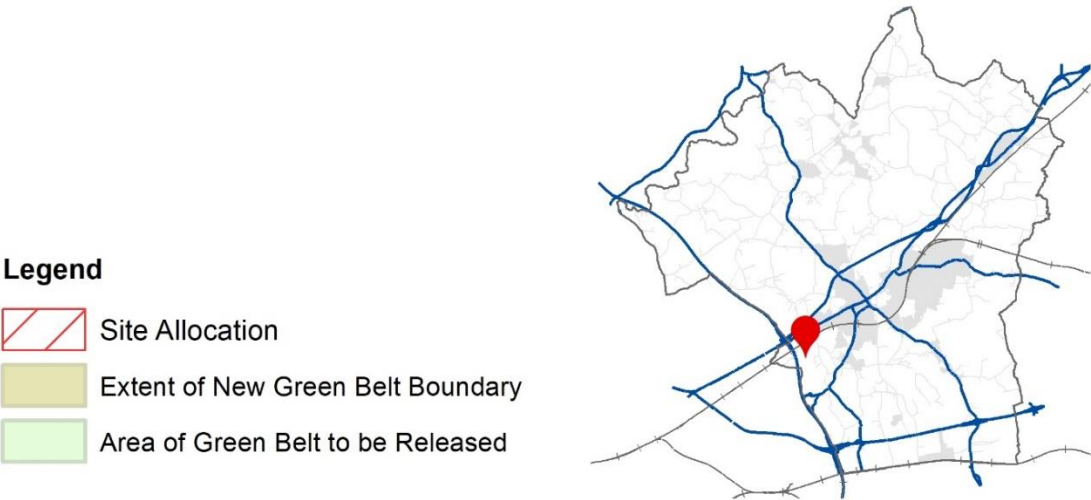 Legend
Site Allocation
Extent of New Green Belt Boundary
Area of Green Belt to be Released